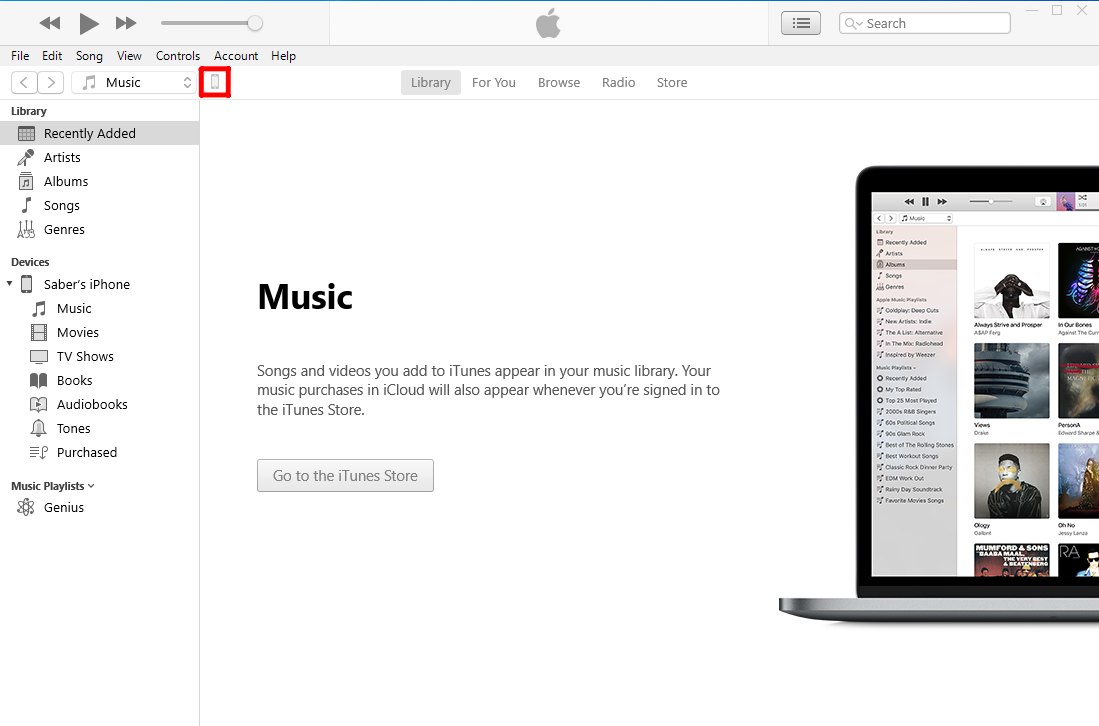 Search
File Edit Song View Controls Account Help
Music
Library For You Browse Radio Store
Library
Recently Added
Artists
Albums
Songs
Genres
Devices
Saber's iPhone
Music
Movies
TV Shows
Books
Audiobooks
Tones
Purchased
Music Playlists
Genius
Music
Songs and videos you add to iTunes appear in your music library. Your
music purchases in iCloud will also appear whenever you're signed in to
the iTunes Store.
Go to the iTunes Store
Music
Library
Recently Added
Artists
Albums
Songs
Genres
Apple Music Playlists
Coldplay: Deep Cuts
New Artists: Indie
The A List: Alternative
In The Mix: Radiohead
Inspired by Weezer
Music Playlists
Recently Added
My Top Rated
Top 25 Most Played
2000s R&B Singers
60s Political Songs
90s Glam Rock
Best of The Rolling Stones
Best Workout Songs
Classic Rock Dinner Party
EDM Work Out
Rainy Day Soundtrack
Favorite Movies Songs
ALWAYS STRIVE AND PROSPER
Always Strive and Prosper
A$AP Ferg
In Our Bones
Against The Curr
Views
Drake
PersonA
Edward Sharpe &
Ology
Gallant
Oh No
Jessy Lanza
MUMFORD & SONS
BAABA MAAL
THE VERY BEST
& BEATENBERG
RA